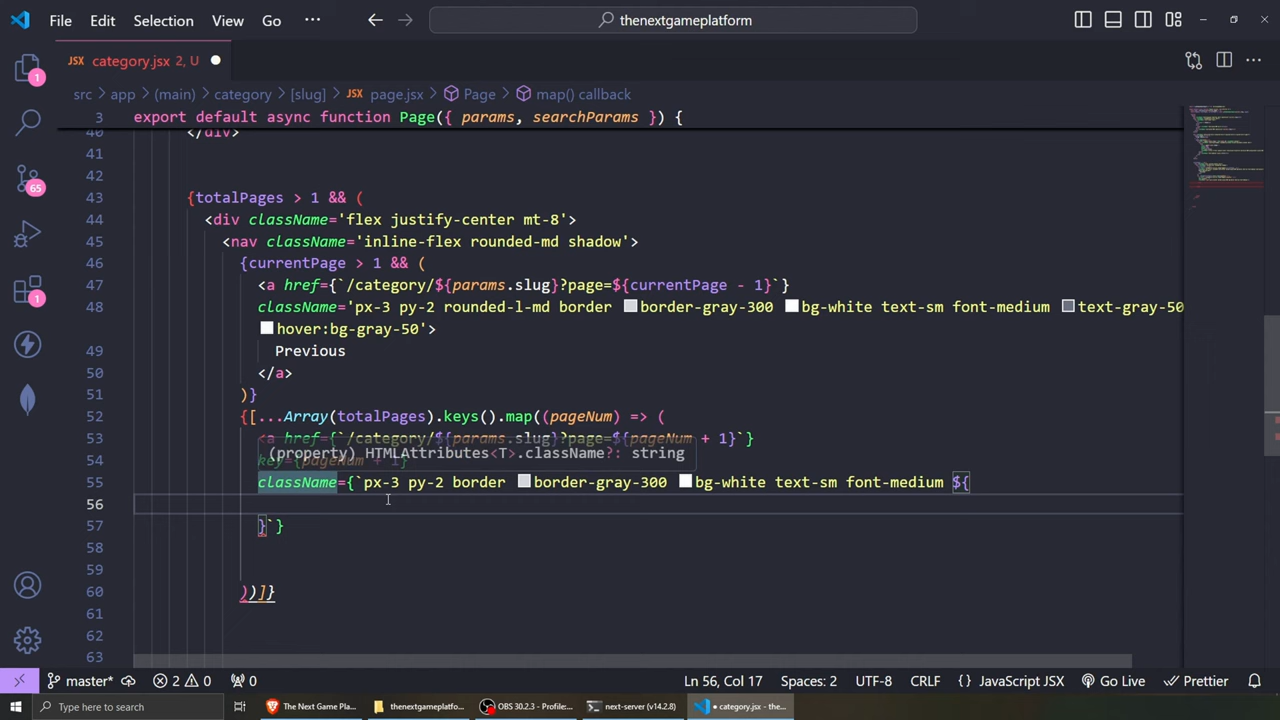 File Edit Selection View Go ··· thenextgameplatform
JSX category.jsx 2, U
src > app > (main) > category > [slug] > JSX page.jsx > Page > map() callback
3 export default async function Page({ params, searchParams }) {
40 </div>
41
42
43 {totalPages > 1 && (
44 <div className='flex justify-center mt-8'>
45 <nav className='inline-flex rounded-md shadow'>
46 {currentPage > 1 && (
47 <a href={`/category/${params.slug}?page=${currentPage - 1}`}
48 className='px-3 py-2 rounded-l-md border border-gray-300 bg-white text-sm font-medium text-gray-50
hover:bg-gray-50'>
49 Previous
50 </a>
51 )}
52 {[...Array(totalPages).keys().map((pageNum) => (
53 <a href={`/category/${params.slug}?page=${pageNum + 1}`}
(property) HTMLAttributes<T>.className?: string
54 key={pageNum + 1}
55 className={`px-3 py-2 border border-gray-300 bg-white text-sm font-medium ${
56
57 }`}
58
59
60 ))]}
61
62
63
1
65
1
master* 2 0 0 Ln 56, Col 17 Spaces: 2 UTF-8 CRLF {} JavaScript JSX Go Live Prettier
Type here to search The Next Game Pla... thenextgameplatfo... OBS 30.2.3 - Profile:... next-server (v14.2.8) • category.jsx - the...